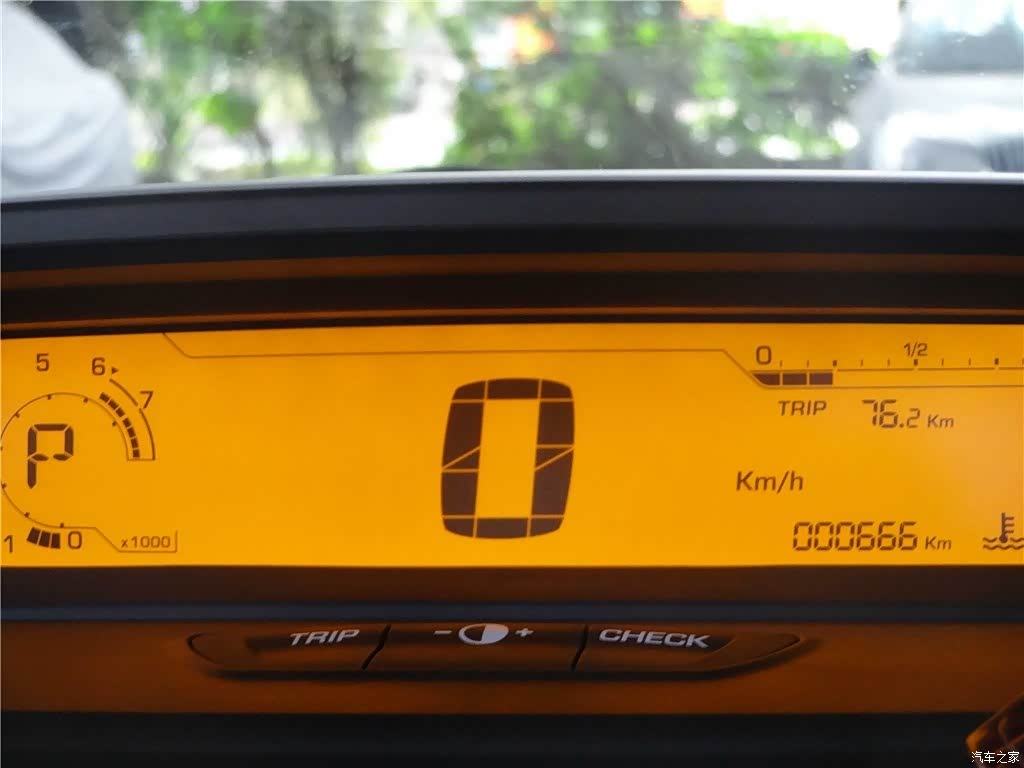 5 6 7
P
1 0 x1000
0
0 1/2
TRIP 76.2 Km
Km/h
000666 Km
TRIP - + CHECK
汽车之家